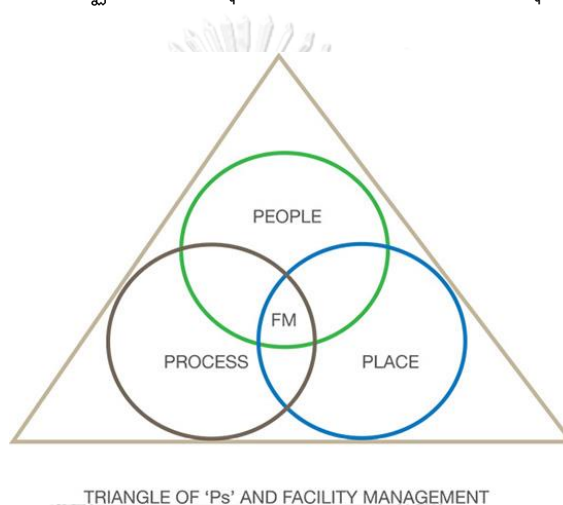 PEOPLE
FM
PROCESS
PLACE
TRIANGLE OF 'Ps' AND FACILITY MANAGEMENT